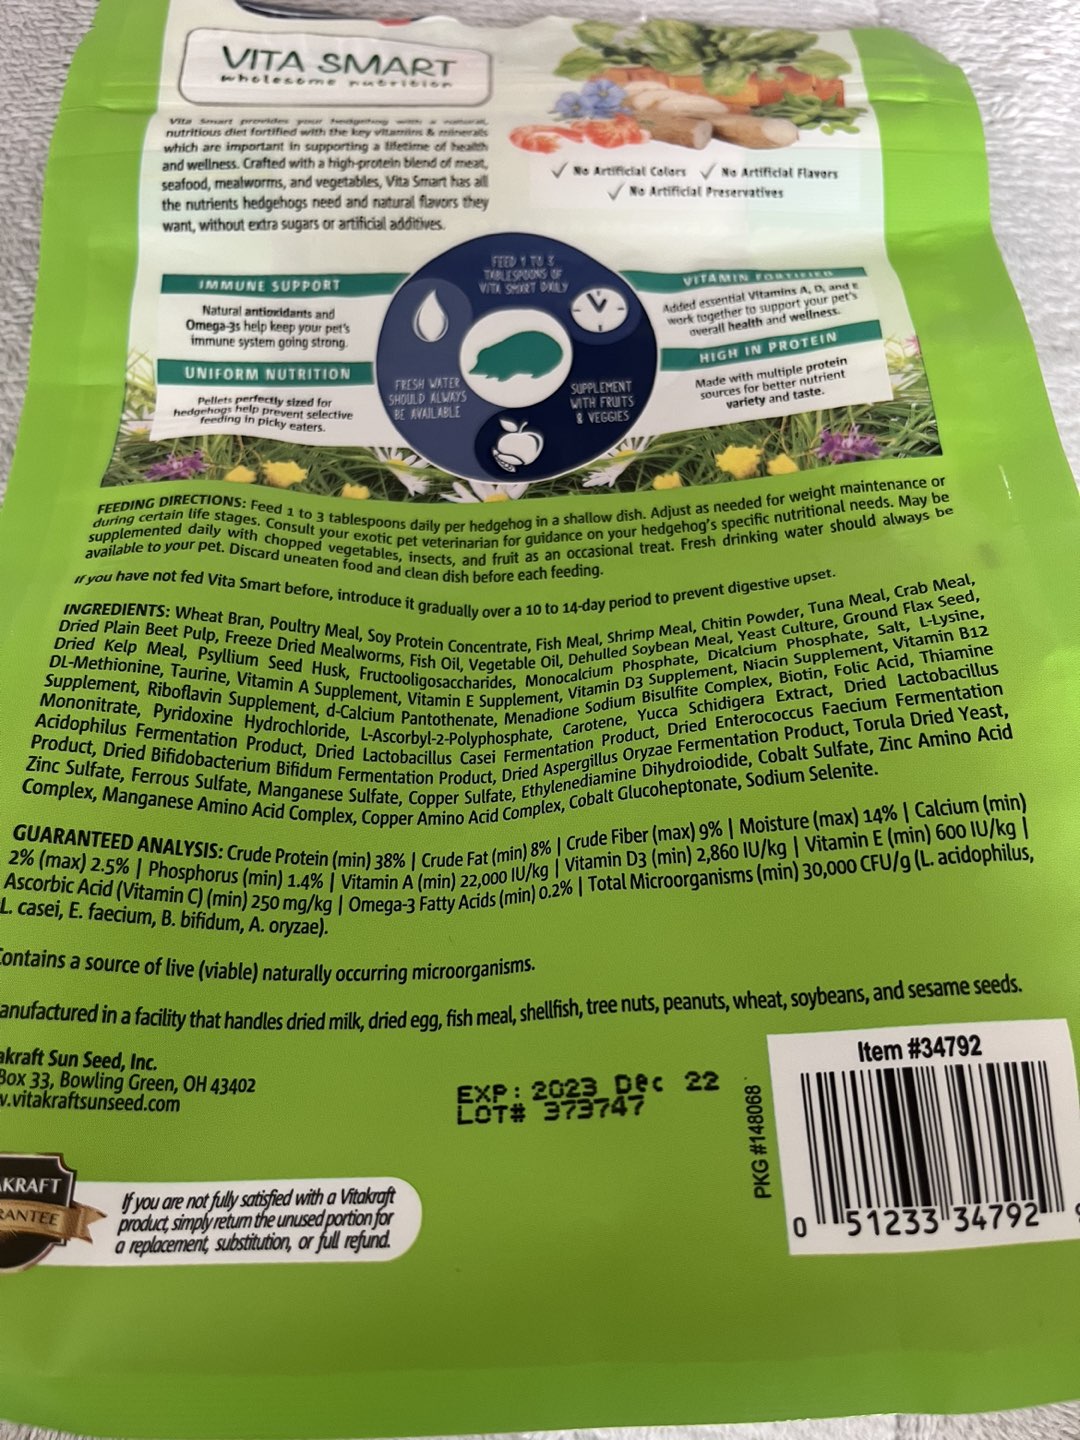 VITA SMART
wholesome nutrition
Vita Smart provides your hedgehog with a natural,
nutritious diet fortified with the key vitamins & minerals
which are important in supporting a lifetime of health
and wellness. Crafted with a high-protein blend of meat,
seafood, mealworms, and vegetables, Vita Smart has all
the nutrients hedgehogs need and natural flavors they
want, without extra sugars or artificial additives.
✓ No Artificial Colors ✓ No Artificial Flavors
✓ No Artificial Preservatives
IMMUNE SUPPORT
Natural antioxidants and
Omega-3s help keep your pet's
immune system going strong.
UNIFORM NUTRITION
Pellets perfectly sized for
hedgehogs help prevent selective
feeding in picky eaters.
FEED 1 TO 3
TABLESPOONS OF
VITA SMART DAILY
FRESH WATER
SHOULD ALWAYS
BE AVAILABLE
SUPPLEMENT
WITH FRUITS
& VEGGIES
VITAMIN FORTIFIED
Added essential Vitamins A, D, and E
work together to support your pet's
overall health and wellness.
HIGH IN PROTEIN
Made with multiple protein
sources for better nutrient
variety and taste.
FEEDING DIRECTIONS: Feed 1 to 3 tablespoons daily per hedgehog in a shallow dish. Adjust as needed for weight maintenance or
during certain life stages. Consult your exotic pet veterinarian for guidance on your hedgehog's specific nutritional needs. May be
supplemented daily with chopped vegetables, insects, and fruit as an occasional treat. Fresh drinking water should always be
available to your pet. Discard uneaten food and clean dish before each feeding.
If you have not fed Vita Smart before, introduce it gradually over a 10 to 14-day period to prevent digestive upset.
INGREDIENTS: Wheat Bran, Poultry Meal, Soy Protein Concentrate, Fish Meal, Shrimp Meal, Chitin Powder, Tuna Meal, Crab Meal,
Dried Plain Beet Pulp, Freeze Dried Mealworms, Fish Oil, Vegetable Oil, Dehulled Soybean Meal, Yeast Culture, Ground Flax Seed,
Dried Kelp Meal, Psyllium Seed Husk, Fructooligosaccharides, Monocalcium Phosphate, Dicalcium Phosphate, Salt, L-Lysine,
DL-Methionine, Taurine, Vitamin A Supplement, Vitamin E Supplement, Vitamin D3 Supplement, Niacin Supplement, Vitamin B12
Supplement, Riboflavin Supplement, d-Calcium Pantothenate, Menadione Sodium Bisulfite Complex, Biotin, Folic Acid, Thiamine
Mononitrate, Pyridoxine Hydrochloride, L-Ascorbyl-2-Polyphosphate, Carotene, Yucca Schidigera Extract, Dried Lactobacillus
Acidophilus Fermentation Product, Dried Lactobacillus Casei Fermentation Product, Dried Enterococcus Faecium Fermentation
Product, Dried Bifidobacterium Bifidum Fermentation Product, Dried Aspergillus Oryzae Fermentation Product, Torula Dried Yeast,
Zinc Sulfate, Ferrous Sulfate, Manganese Sulfate, Copper Sulfate, Ethylenediamine Dihydroiodide, Cobalt Sulfate, Zinc Amino Acid
Complex, Manganese Amino Acid Complex, Copper Amino Acid Complex, Cobalt Glucoheptonate, Sodium Selenite.
GUARANTEED ANALYSIS: Crude Protein (min) 38% | Crude Fat (min) 8% | Crude Fiber (max) 9% | Moisture (max) 14% | Calcium (min)
2% (max) 2.5% | Phosphorus (min) 1.4% | Vitamin A (min) 22,000 IU/kg | Vitamin D3 (min) 2,860 IU/kg | Vitamin E (min) 600 IU/kg |
Ascorbic Acid (Vitamin C) (min) 250 mg/kg | Omega-3 Fatty Acids (min) 0.2% | Total Microorganisms (min) 30,000 CFU/g (L. acidophilus,
L. casei, E. faecium, B. bifidum, A. oryzae).
ontains a source of live (viable) naturally occurring microorganisms.
anufactured in a facility that handles dried milk, dried egg, fish meal, shellfish, tree nuts, peanuts, wheat, soybeans, and sesame seeds.
akraft Sun Seed, Inc.
Box 33, Bowling Green, OH 43402
w.vitakraftsunseed.com
EXP: 2023 Dec 22
LOT# 373747
PKG #148068
Item #34792
0 51233 34792
AKRAFT
RANTEE
If you are not fully satisfied with a Vitakraft
product, simply return the unused portion for
a replacement, substitution, or full refund.